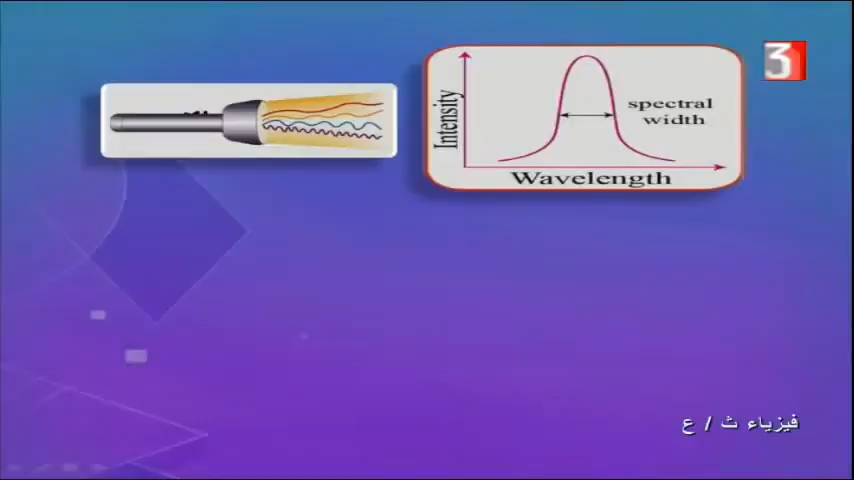 3
Intensity
spectral
width
Wavelength
فيزياء ث / ع